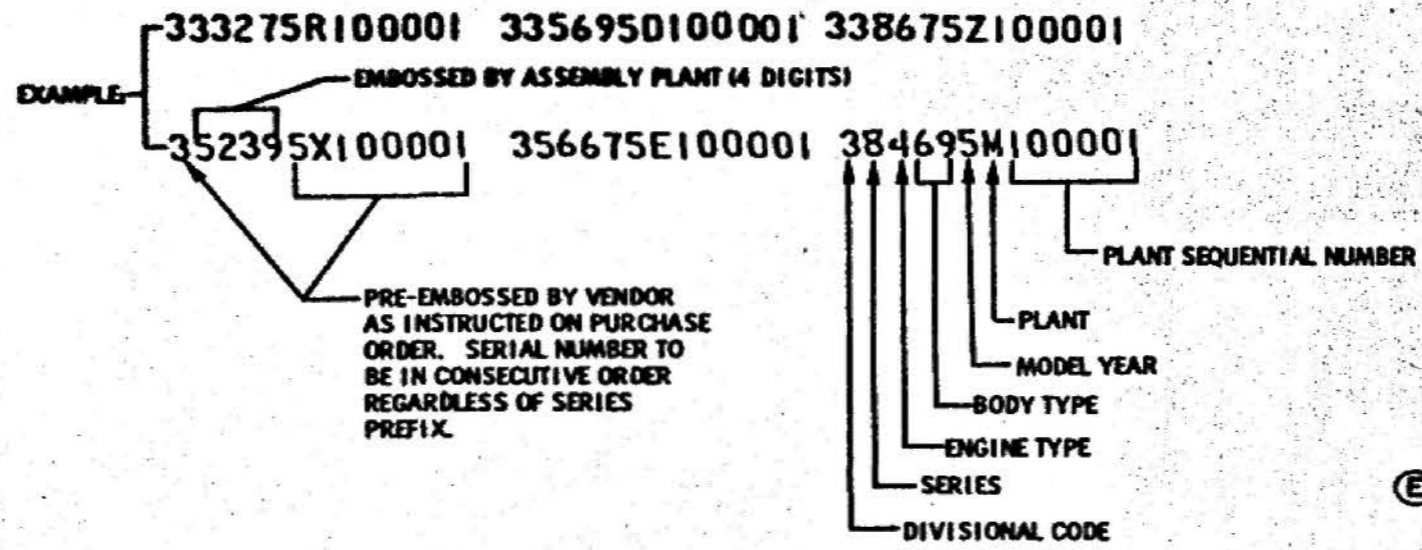 333275R100001 335695D100001 338675Z100001
EMBOSSED BY ASSEMBLY PLANT (4 DIGITS)
EXAMPLE
352395X100001 356675E100001 384695M100001
PLANT SEQUENTIAL NUMBER
PRE-EMBOSSED BY VENDOR
AS INSTRUCTED ON PURCHASE
ORDER. SERIAL NUMBER TO
BE IN CONSECUTIVE ORDER
REGARDLESS OF SERIES
PREFIX.
PLANT
MODEL YEAR
BODY TYPE
ENGINE TYPE
SERIES
DIVISIONAL CODE
E